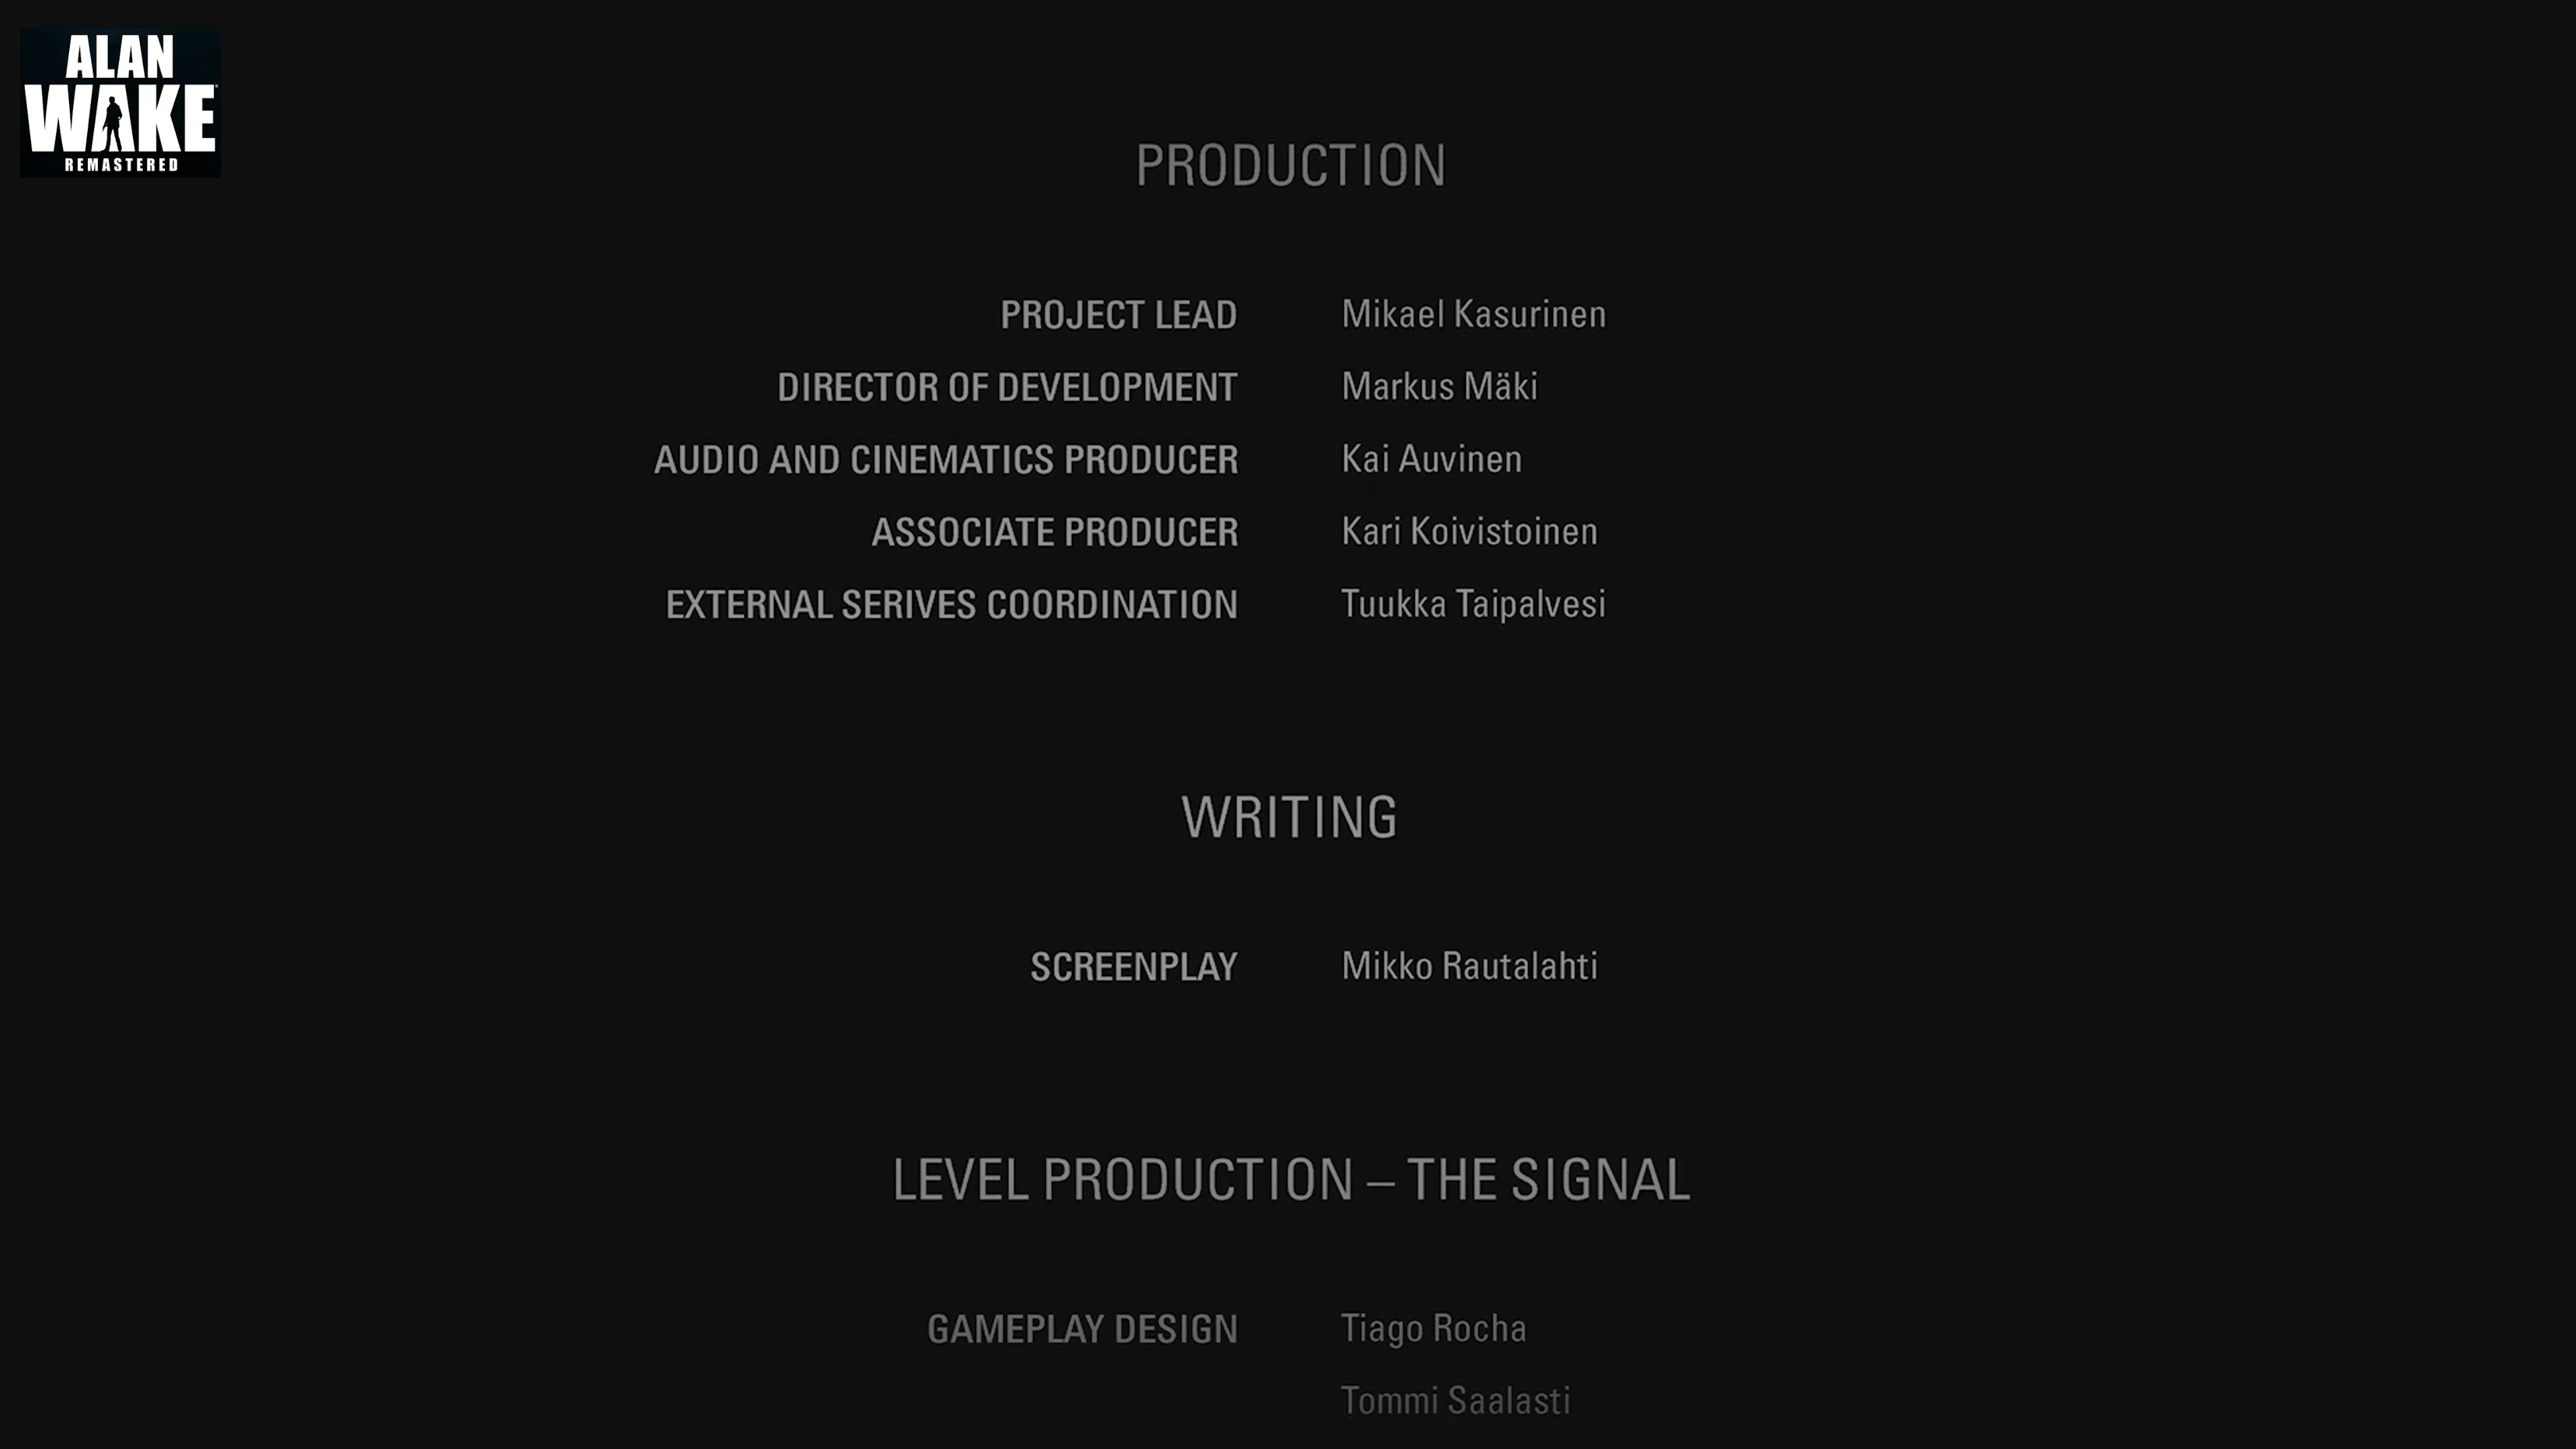 ALAN
WAKE
REMASTERED
PRODUCTION
PROJECT LEAD Mikael Kasurinen
DIRECTOR OF DEVELOPMENT Markus Mäki
AUDIO AND CINEMATICS PRODUCER Kai Auvinen
ASSOCIATE PRODUCER Kari Koivistoinen
EXTERNAL SERIVES COORDINATION Tuukka Taipalvesi
WRITING
SCREENPLAY Mikko Rautalahti
LEVEL PRODUCTION – THE SIGNAL
GAMEPLAY DESIGN Tiago Rocha
Tommi Saalasti